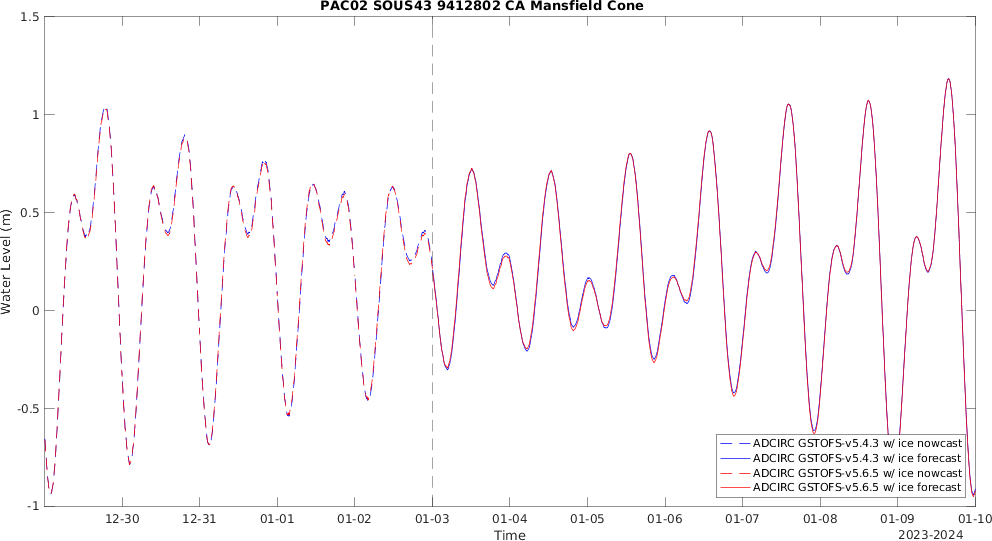 PAC02 SOUS43 9412802 CA Mansfield Cone
1.5
1
0.5
0
-0.5
-1
Water Level (m)
12-30 12-31 01-01 01-02 01-03 01-04 01-05 01-06 01-07 01-08 01-09 01-10
Time
2023-2024
ADCIRC GSTOFS-v5.4.3 w/ ice nowcast
ADCIRC GSTOFS-v5.4.3 w/ ice forecast
ADCIRC GSTOFS-v5.6.5 w/ ice nowcast
ADCIRC GSTOFS-v5.6.5 w/ ice forecast